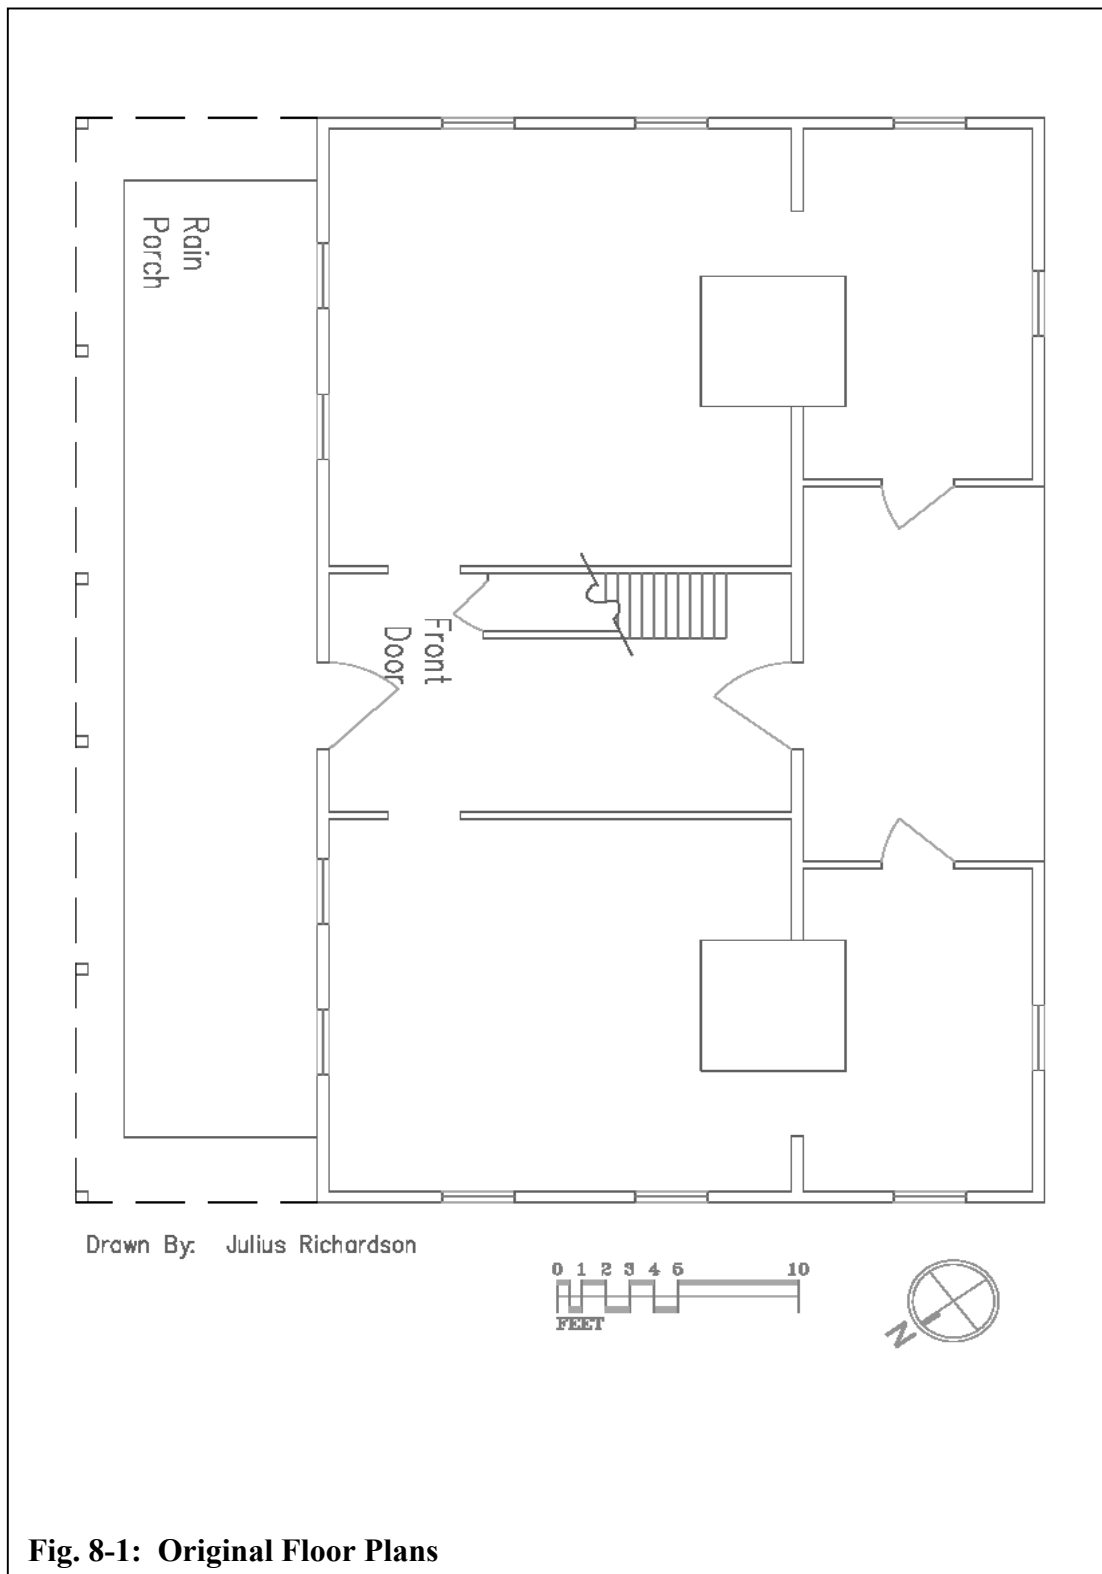 Rain
Porch
Front
Door
Drawn By: Julius Richardson
0 1 2 3 4 5 10
FEET
N
Fig. 8-1: Original Floor Plans